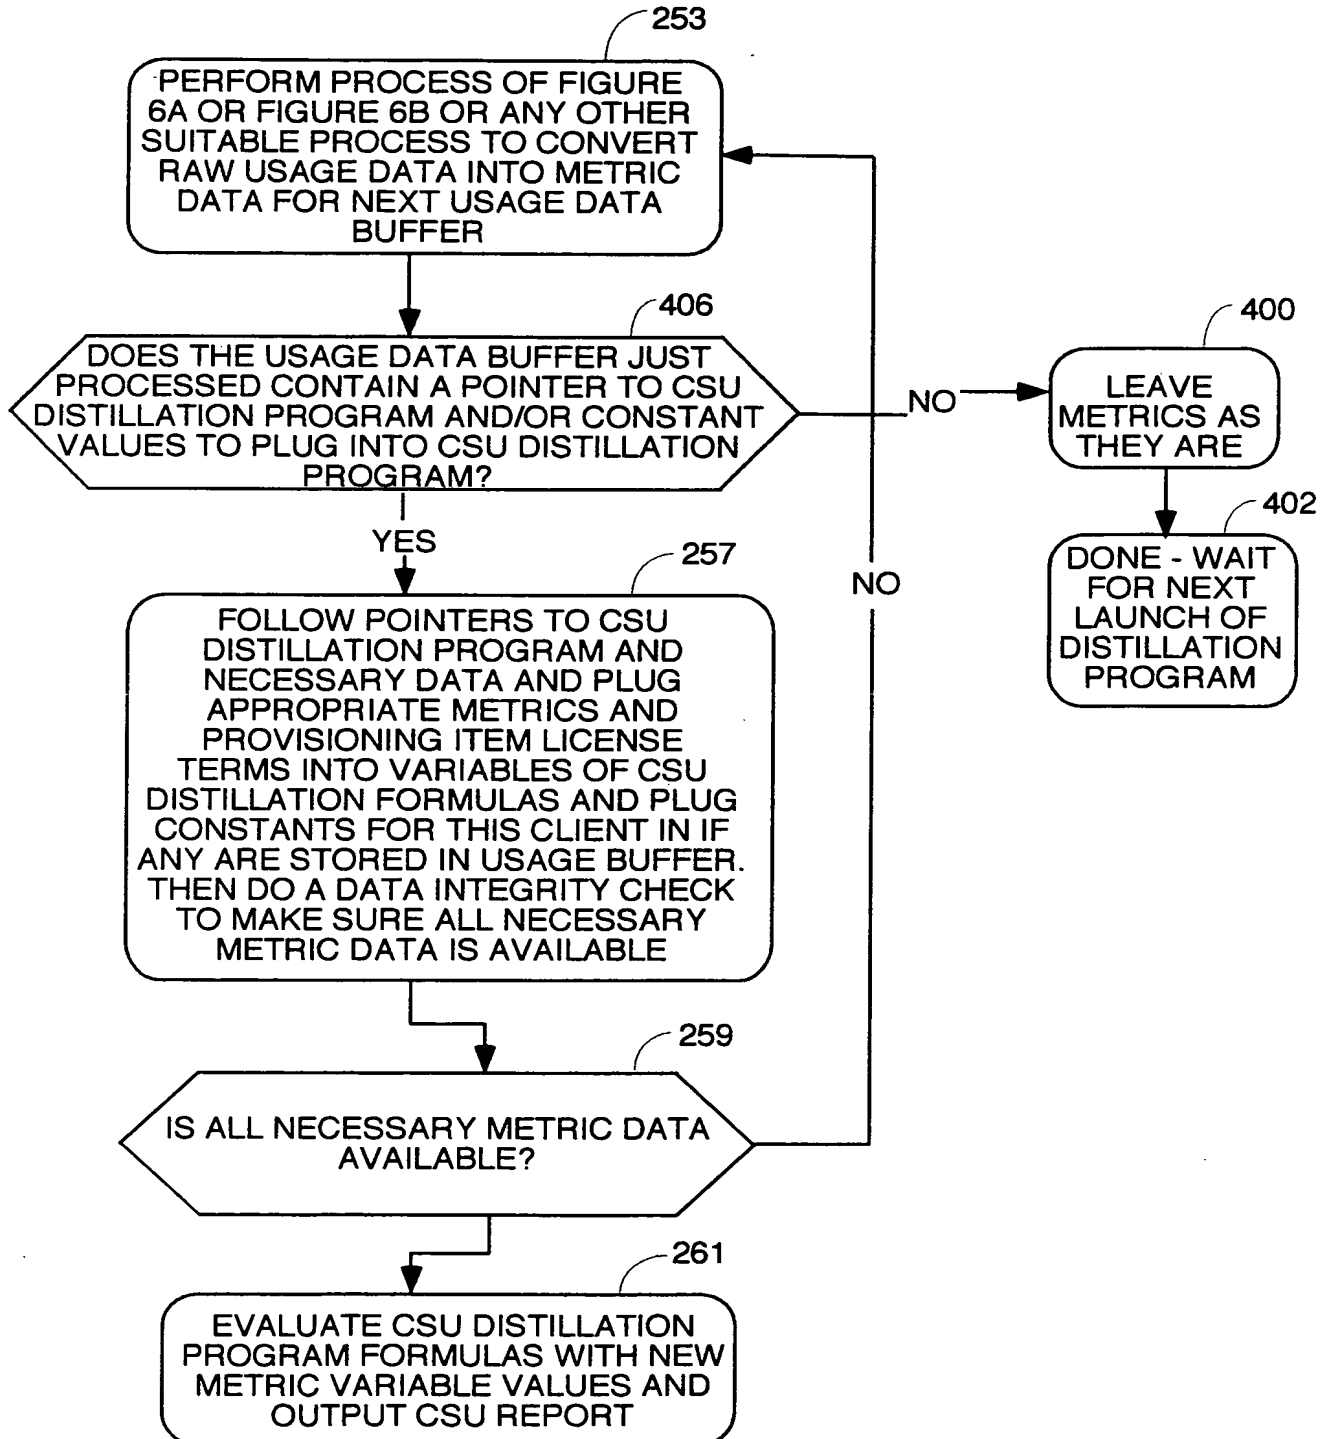 253
PERFORM PROCESS OF FIGURE
6A OR FIGURE 6B OR ANY OTHER
SUITABLE PROCESS TO CONVERT
RAW USAGE DATA INTO METRIC
DATA FOR NEXT USAGE DATA
BUFFER
406
DOES THE USAGE DATA BUFFER JUST
PROCESSED CONTAIN A POINTER TO CSU
DISTILLATION PROGRAM AND/OR CONSTANT
VALUES TO PLUG INTO CSU DISTILLATION
PROGRAM?
NO
400
LEAVE
METRICS AS
THEY ARE
402
DONE - WAIT
FOR NEXT
LAUNCH OF
DISTILLATION
PROGRAM
YES
257
FOLLOW POINTERS TO CSU
DISTILLATION PROGRAM AND
NECESSARY DATA AND PLUG
APPROPRIATE METRICS AND
PROVISIONING ITEM LICENSE
TERMS INTO VARIABLES OF CSU
DISTILLATION FORMULAS AND PLUG
CONSTANTS FOR THIS CLIENT IN IF
ANY ARE STORED IN USAGE BUFFER.
THEN DO A DATA INTEGRITY CHECK
TO MAKE SURE ALL NECESSARY
METRIC DATA IS AVAILABLE
NO
259
IS ALL NECESSARY METRIC DATA
AVAILABLE?
261
EVALUATE CSU DISTILLATION
PROGRAM FORMULAS WITH NEW
METRIC VARIABLE VALUES AND
OUTPUT CSU REPORT